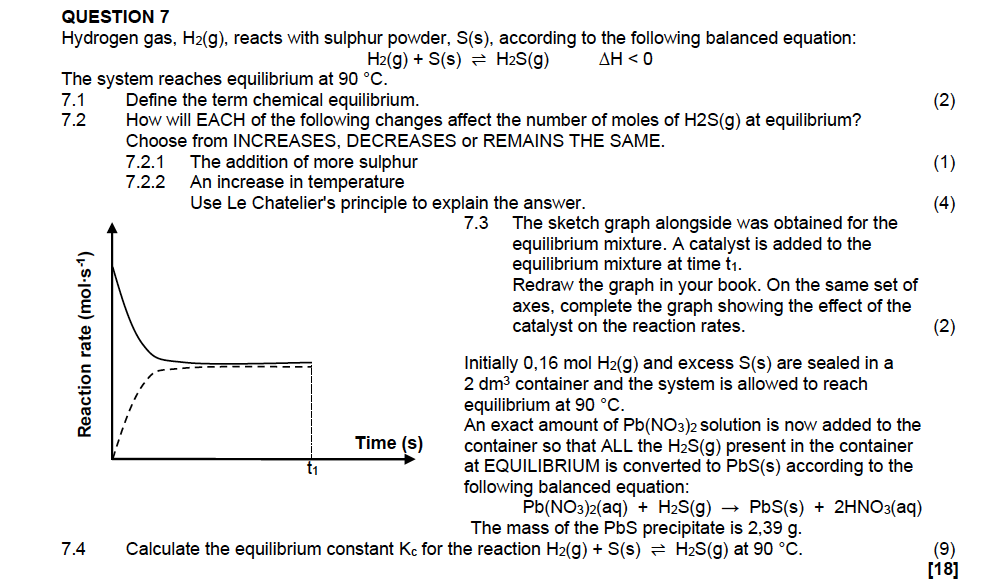 QUESTION 7
Hydrogen gas, H2(g), reacts with sulphur powder, S(s), according to the following balanced equation:
H2(g) + S(s) ⇌ H2S(g) ΔH < 0
The system reaches equilibrium at 90 °C.
7.1 Define the term chemical equilibrium. (2)
7.2 How will EACH of the following changes affect the number of moles of H2S(g) at equilibrium?
Choose from INCREASES, DECREASES or REMAINS THE SAME.
7.2.1 The addition of more sulphur (1)
7.2.2 An increase in temperature
Use Le Chatelier's principle to explain the answer. (4)
7.3 The sketch graph alongside was obtained for the
equilibrium mixture. A catalyst is added to the
equilibrium mixture at time t1.
Redraw the graph in your book. On the same set of
axes, complete the graph showing the effect of the
catalyst on the reaction rates. (2)
Reaction rate (mol·s-1)
Time (s)
t1
Initially 0,16 mol H2(g) and excess S(s) are sealed in a
2 dm3 container and the system is allowed to reach
equilibrium at 90 °C.
An exact amount of Pb(NO3)2 solution is now added to the
container so that ALL the H2S(g) present in the container
at EQUILIBRIUM is converted to PbS(s) according to the
following balanced equation:
Pb(NO3)2(aq) + H2S(g) → PbS(s) + 2HNO3(aq)
The mass of the PbS precipitate is 2,39 g.
7.4 Calculate the equilibrium constant Kc for the reaction H2(g) + S(s) ⇌ H2S(g) at 90 °C. (9)
[18]